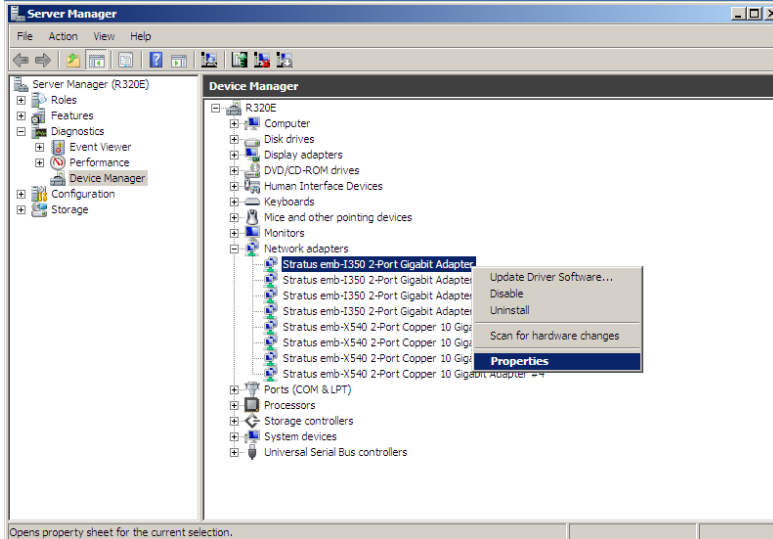 Server Manager
File Action View Help
Server Manager (R320E)
Roles
Features
Diagnostics
Event Viewer
Performance
Device Manager
Configuration
Storage
Device Manager
R320E
Computer
Disk drives
Display adapters
DVD/CD-ROM drives
Human Interface Devices
Keyboards
Mice and other pointing devices
Monitors
Network adapters
Stratus emb-I350 2-Port Gigabit Adapter
Stratus emb-I350 2-Port Gigabit Adapte
Stratus emb-I350 2-Port Gigabit Adapte
Stratus emb-I350 2-Port Gigabit Adapte
Stratus emb-X540 2-Port Copper 10 Giga
Stratus emb-X540 2-Port Copper 10 Giga
Stratus emb-X540 2-Port Copper 10 Giga
Stratus emb-X540 2-Port Copper 10 Gigabit Adapter #4
Ports (COM & LPT)
Processors
Storage controllers
System devices
Universal Serial Bus controllers
Update Driver Software...
Disable
Uninstall
Scan for hardware changes
Properties
Opens property sheet for the current selection.